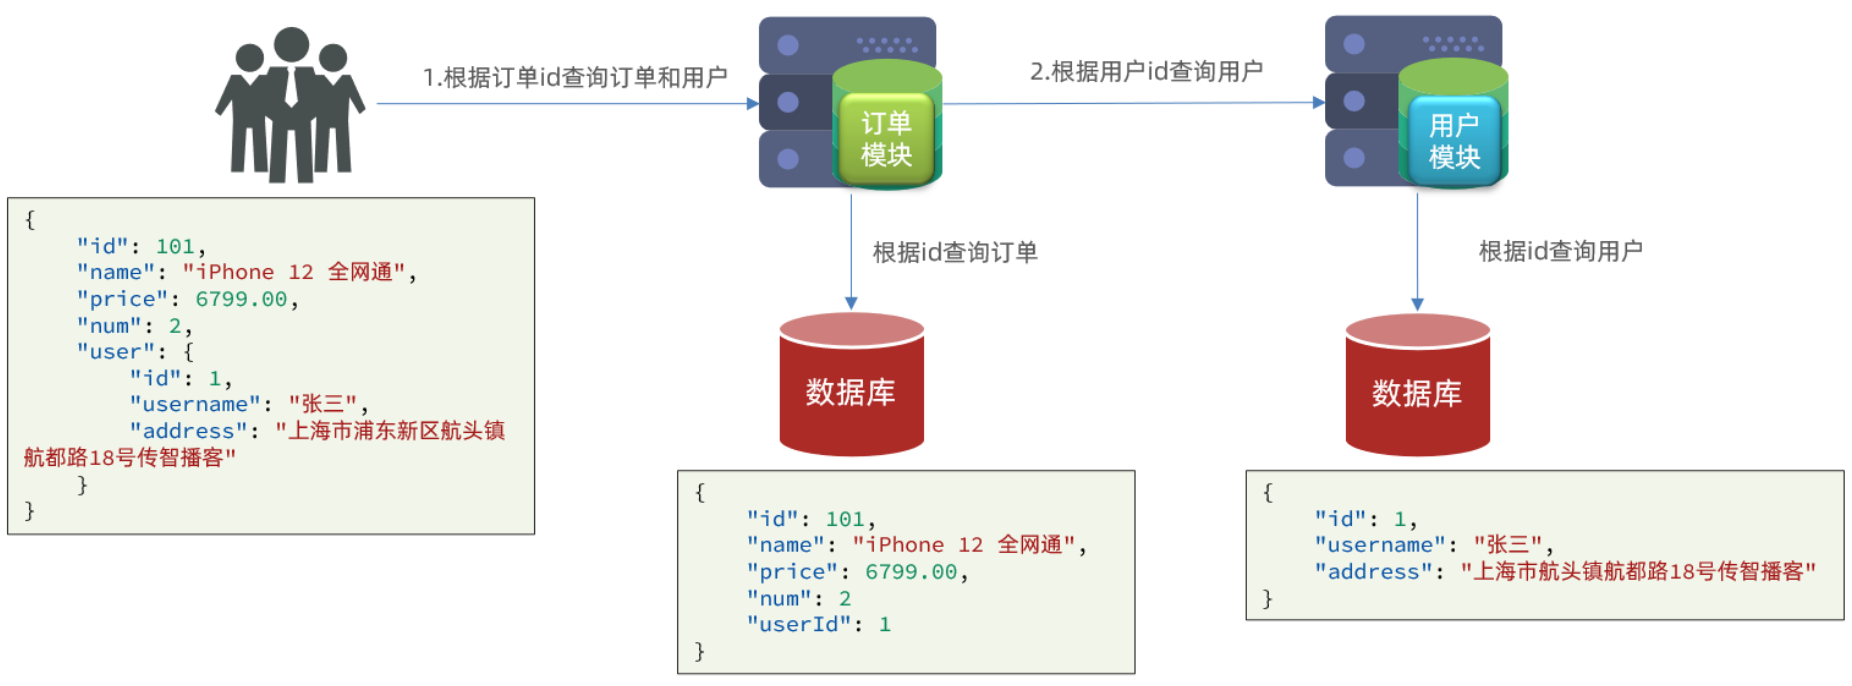 1.根据订单id查询订单和用户
2.根据用户id查询用户
订单
模块
用户
模块
根据id查询订单
根据id查询用户
数据库
数据库
{
    "id": 101,
    "name": "iPhone 12 全网通",
    "price": 6799.00,
    "num": 2,
    "user": {
        "id": 1,
        "username": "张三",
        "address": "上海市浦东新区航头镇
航都路18号传智播客"
    }
}
{
    "id": 101,
    "name": "iPhone 12 全网通",
    "price": 6799.00,
    "num": 2
    "userId": 1
}
{
    "id": 1,
    "username": "张三",
    "address": "上海市航头镇航都路18号传智播客"
}